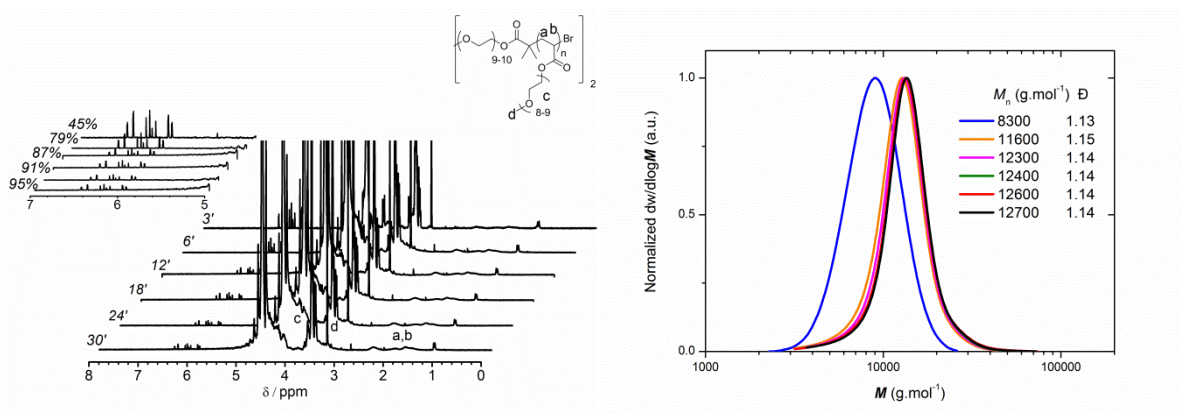 a b
O
O
O
9-10
Br
n
O
O
2
c
d
O
8-9
45%
79%
87%
91%
95%
7 6 5
3'
6'
12'
18'
24'
30'
c
d
a,b
8 7 6 5 4 3 2 1 0
δ / ppm
Normalized dw/dlogM (a.u.)
1.0
0.5
0.0
Mn (g.mol-1) Đ
8300 1.13
11600 1.15
12300 1.14
12400 1.14
12600 1.14
12700 1.14
1000 10000 100000
M (g.mol-1)